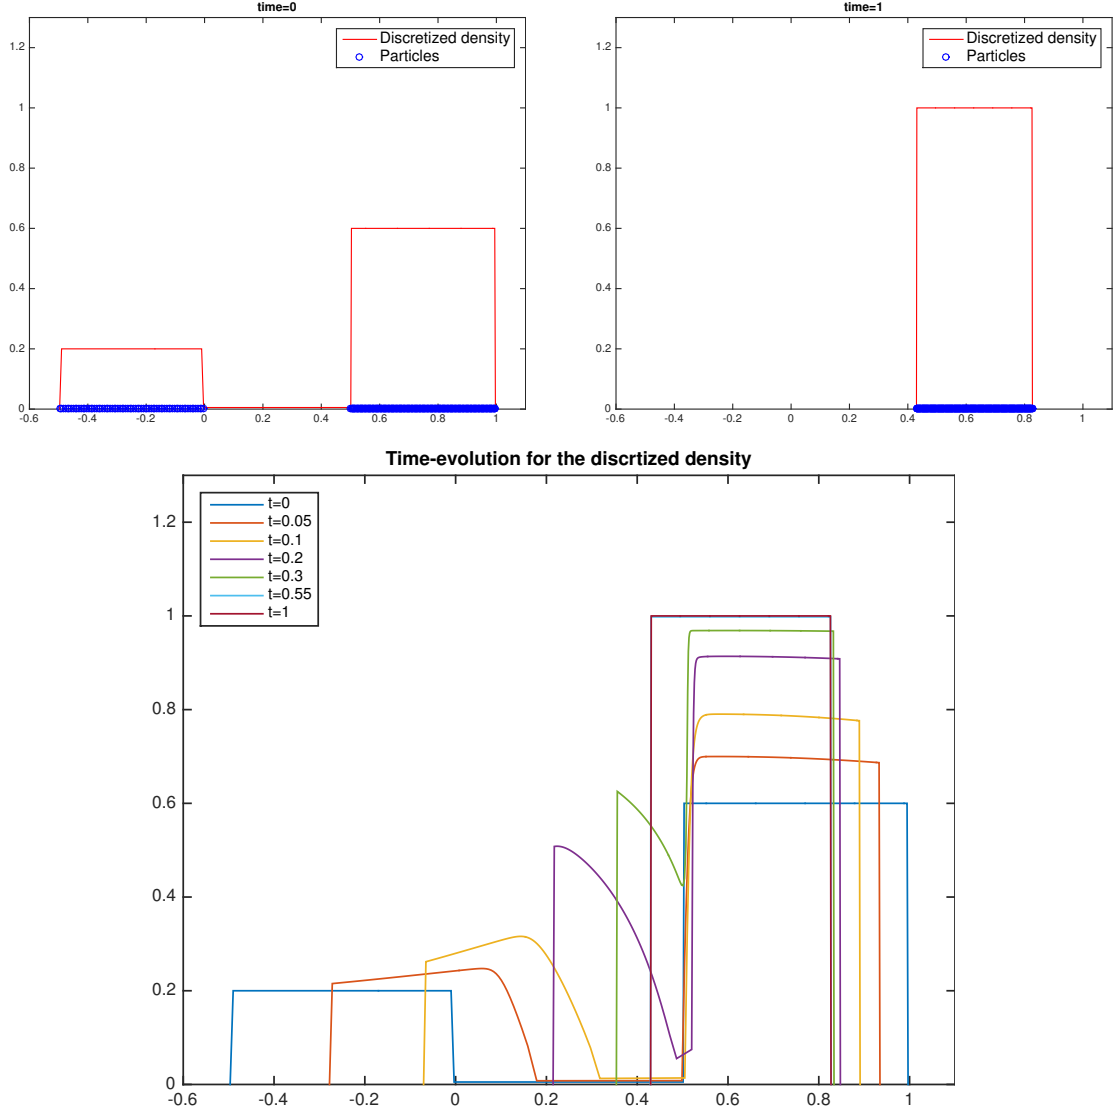 time=0
1.2
1
0.8
0.6
0.4
0.2
0
-0.6 -0.4 -0.2 0 0.2 0.4 0.6 0.8 1
Discretized density
Particles
time=1
1.2
1
0.8
0.6
0.4
0.2
0
-0.6 -0.4 -0.2 0 0.2 0.4 0.6 0.8 1
Discretized density
Particles
Time-evolution for the discrtized density
1.2
1
0.8
0.6
0.4
0.2
0
-0.6 -0.4 -0.2 0 0.2 0.4 0.6 0.8 1
t=0
t=0.05
t=0.1
t=0.2
t=0.3
t=0.55
t=1